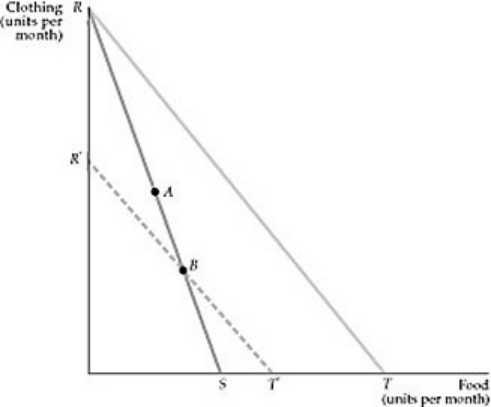 Clothing
(units per
month)
R
R'
A
B
S
T'
T
Food
(units per month)